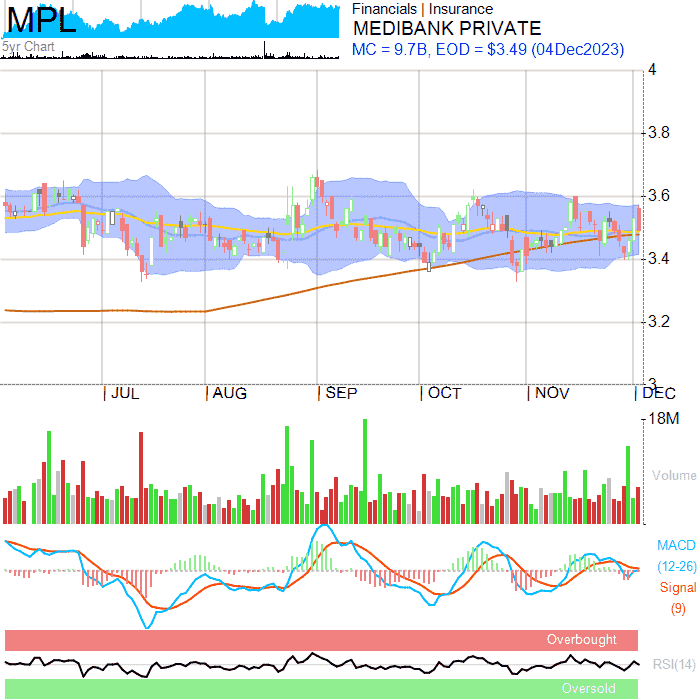 MPL
5yr Chart
Financials | Insurance
MEDIBANK PRIVATE
MC = 9.7B, EOD = $3.49 (04Dec2023)
4
3.8
3.6
3.4
3.2
3
JUL AUG SEP OCT NOV DEC
18M
Volume
MACD
(12-26)
Signal
(9)
Overbought
RSI(14)
Oversold